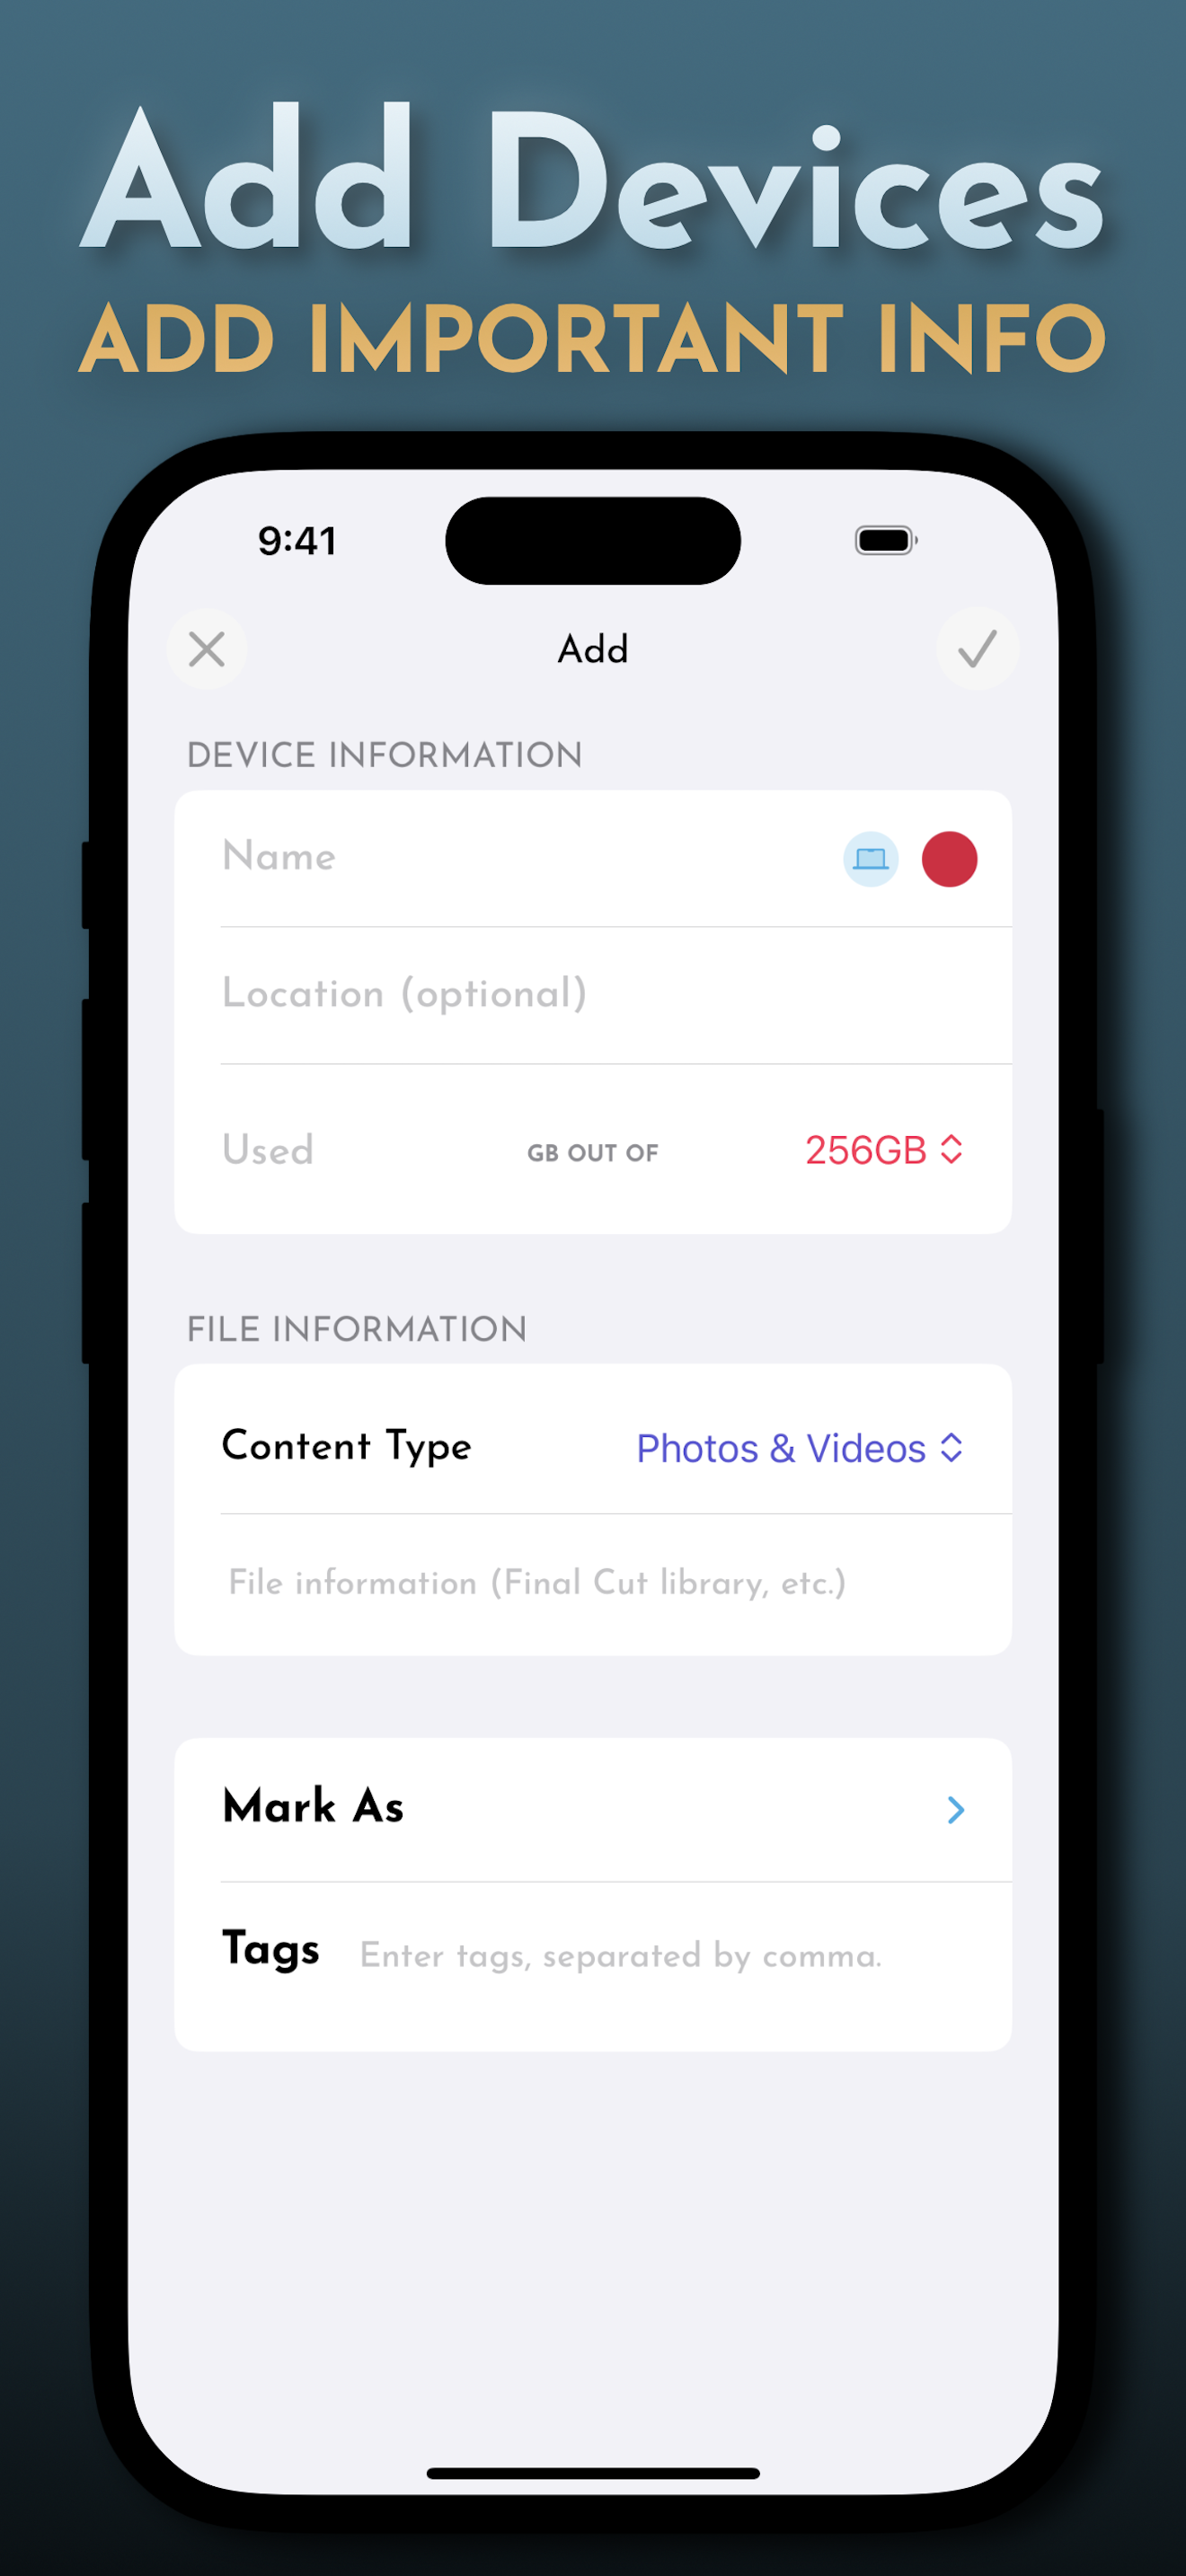 Add Devices
ADD IMPORTANT INFO
9:41
Add
DEVICE INFORMATION
Name
Location (optional)
Used GB OUT OF 256GB
FILE INFORMATION
Content Type Photos & Videos
File information (Final Cut library, etc.)
Mark As
Tags Enter tags, separated by comma.